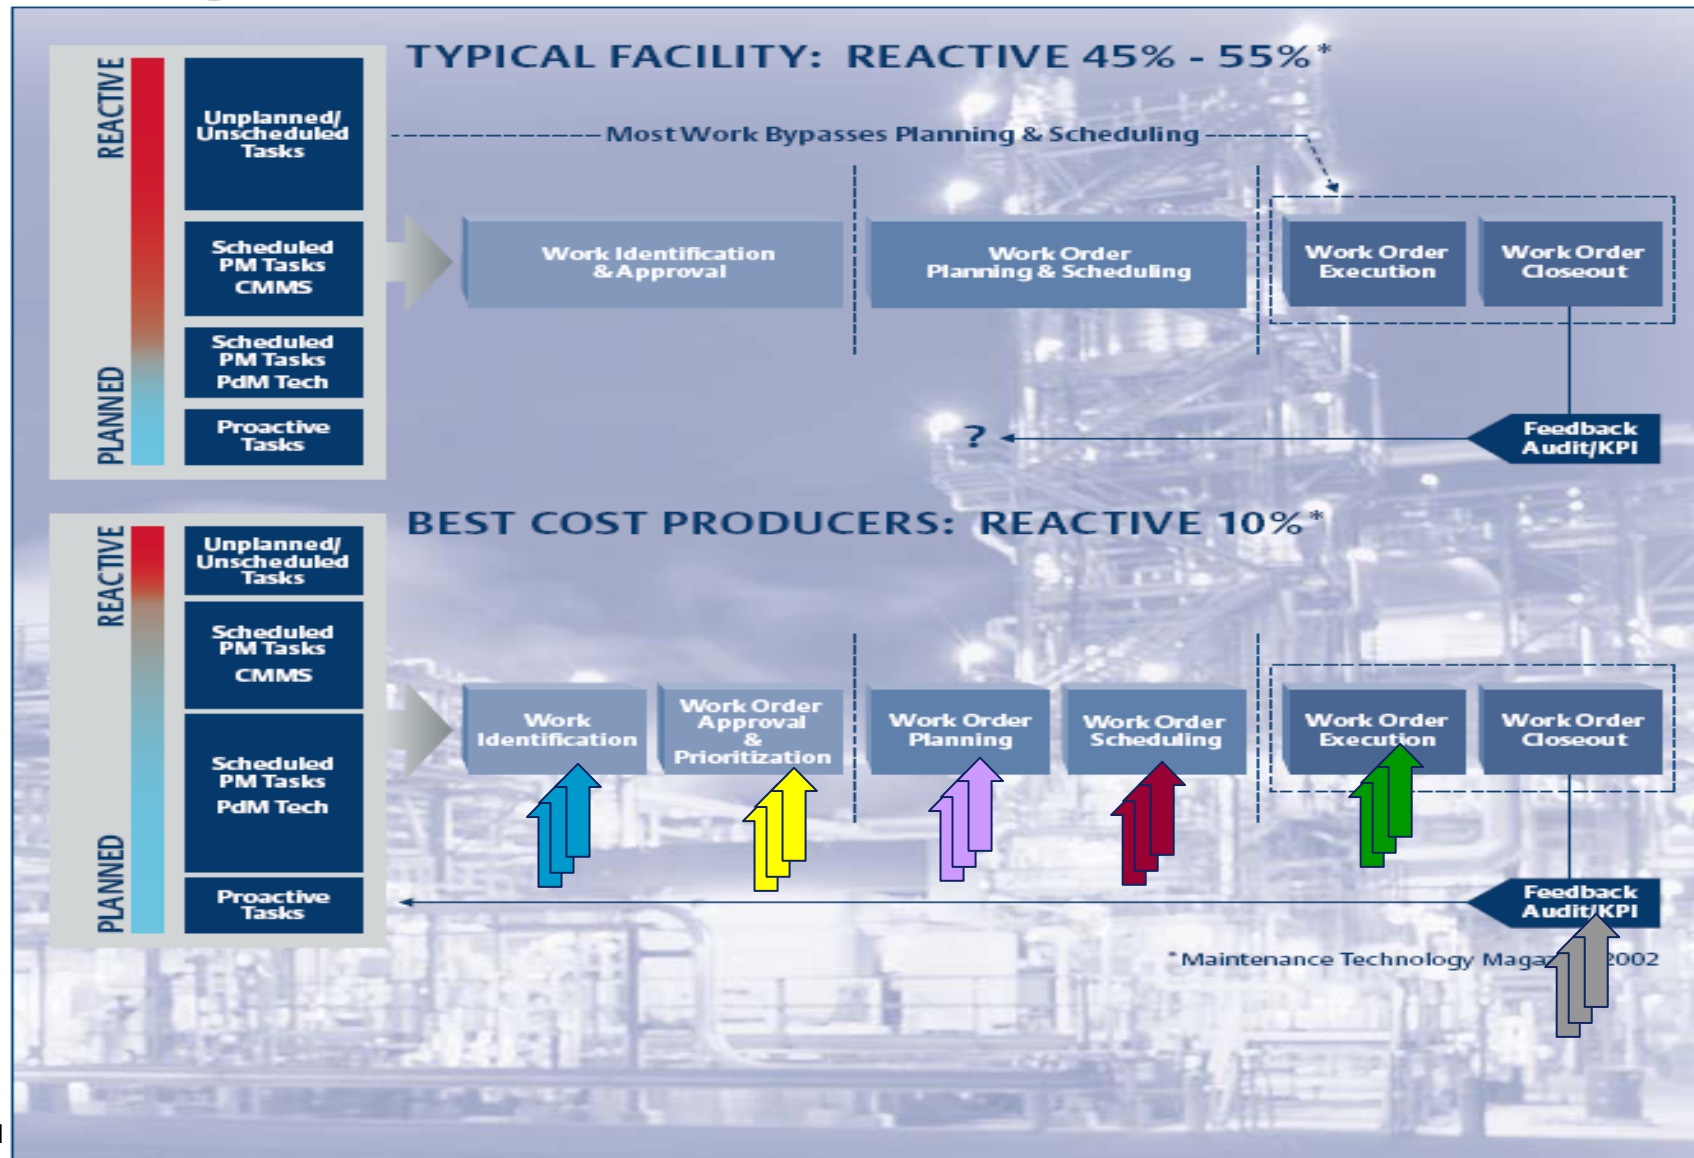 TYPICAL FACILITY: REACTIVE 45% - 55%*
REACTIVE
PLANNED
Unplanned/
Unscheduled
Tasks
Scheduled
PM Tasks
CMMS
Scheduled
PM Tasks
PdM Tech
Proactive
Tasks
Most Work Bypasses Planning & Scheduling
Work Identification
& Approval
Work Order
Planning & Scheduling
Work Order
Execution
Work Order
Closeout
?
Feedback
Audit/KPI
BEST COST PRODUCERS: REACTIVE 10%*
REACTIVE
PLANNED
Unplanned/
Unscheduled
Tasks
Scheduled
PM Tasks
CMMS
Scheduled
PM Tasks
PdM Tech
Proactive
Tasks
Work
Identification
Work Order
Approval
&
Prioritization
Work Order
Planning
Work Order
Scheduling
Work Order
Execution
Work Order
Closeout
Feedback
Audit/KPI
*Maintenance Technology 2002